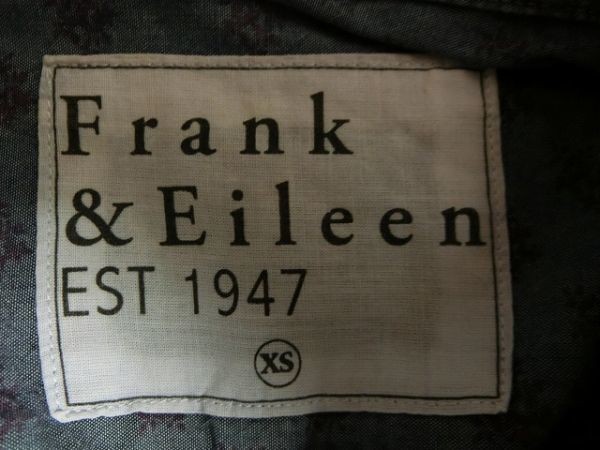 Frank
& Eileen
EST 1947
XS